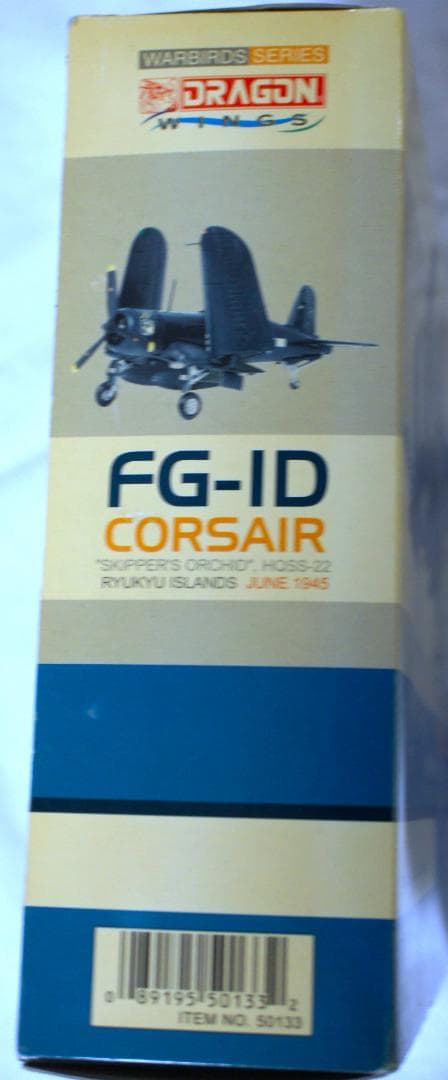 WARBIRDS SERIES
DRAGON
WINGS
FG-1D
CORSAIR
"SKIPPER'S ORCHID", HQSS-22
RYUKYU ISLANDS JUNE 1945
0 89195 50133 2
ITEM NO. 50133